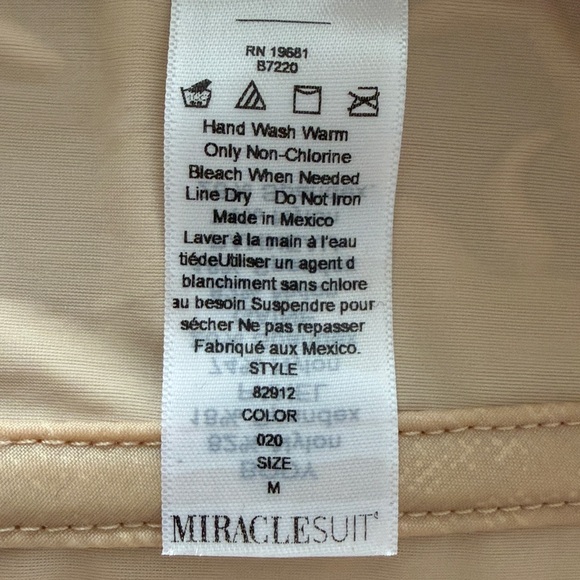 RN 19681
B7220
Hand Wash Warm
Only Non-Chlorine
Bleach When Needed
Line Dry Do Not Iron
Made in Mexico
Laver à la main à l'eau
tiédeUtiliser un agent d
blanchiment sans chlore
au besoin Suspendre pour
sécher Ne pas repasser
Fabriqué aux Mexico.
STYLE
82912
COLOR
020
SIZE
M
MIRACLESUIT